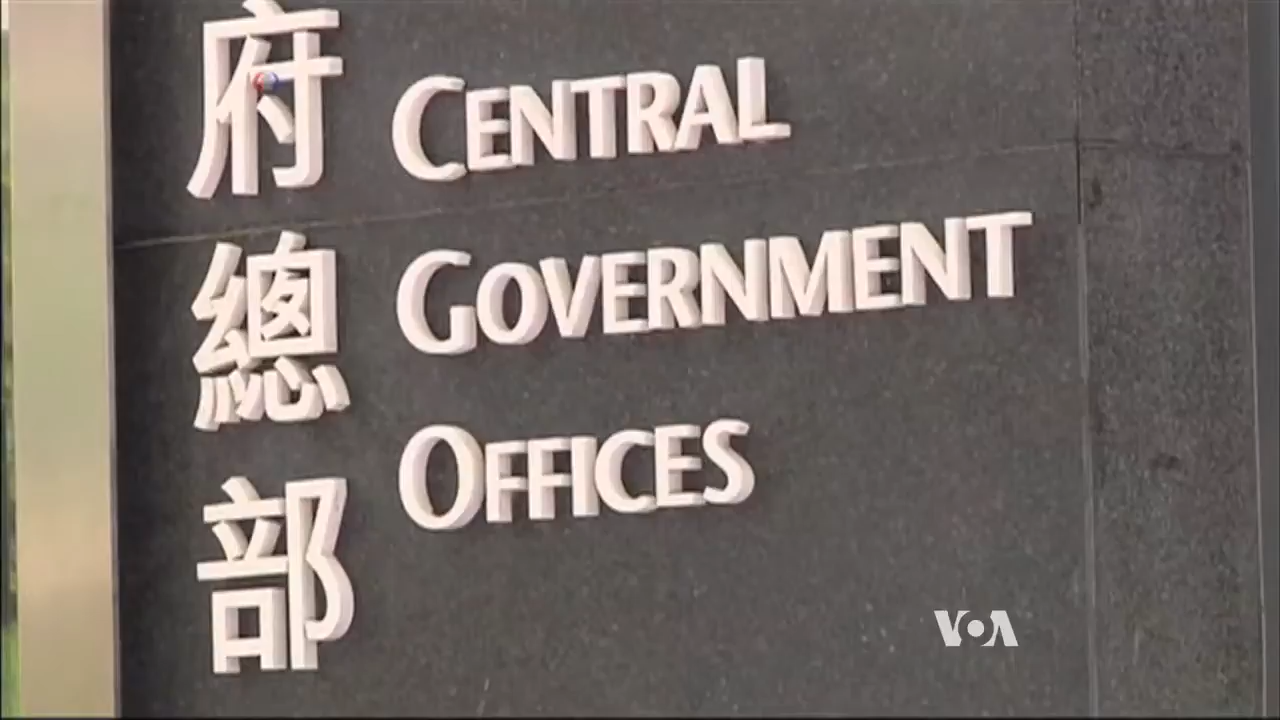 府總部
CENTRAL
GOVERNMENT
OFFICES
VOA